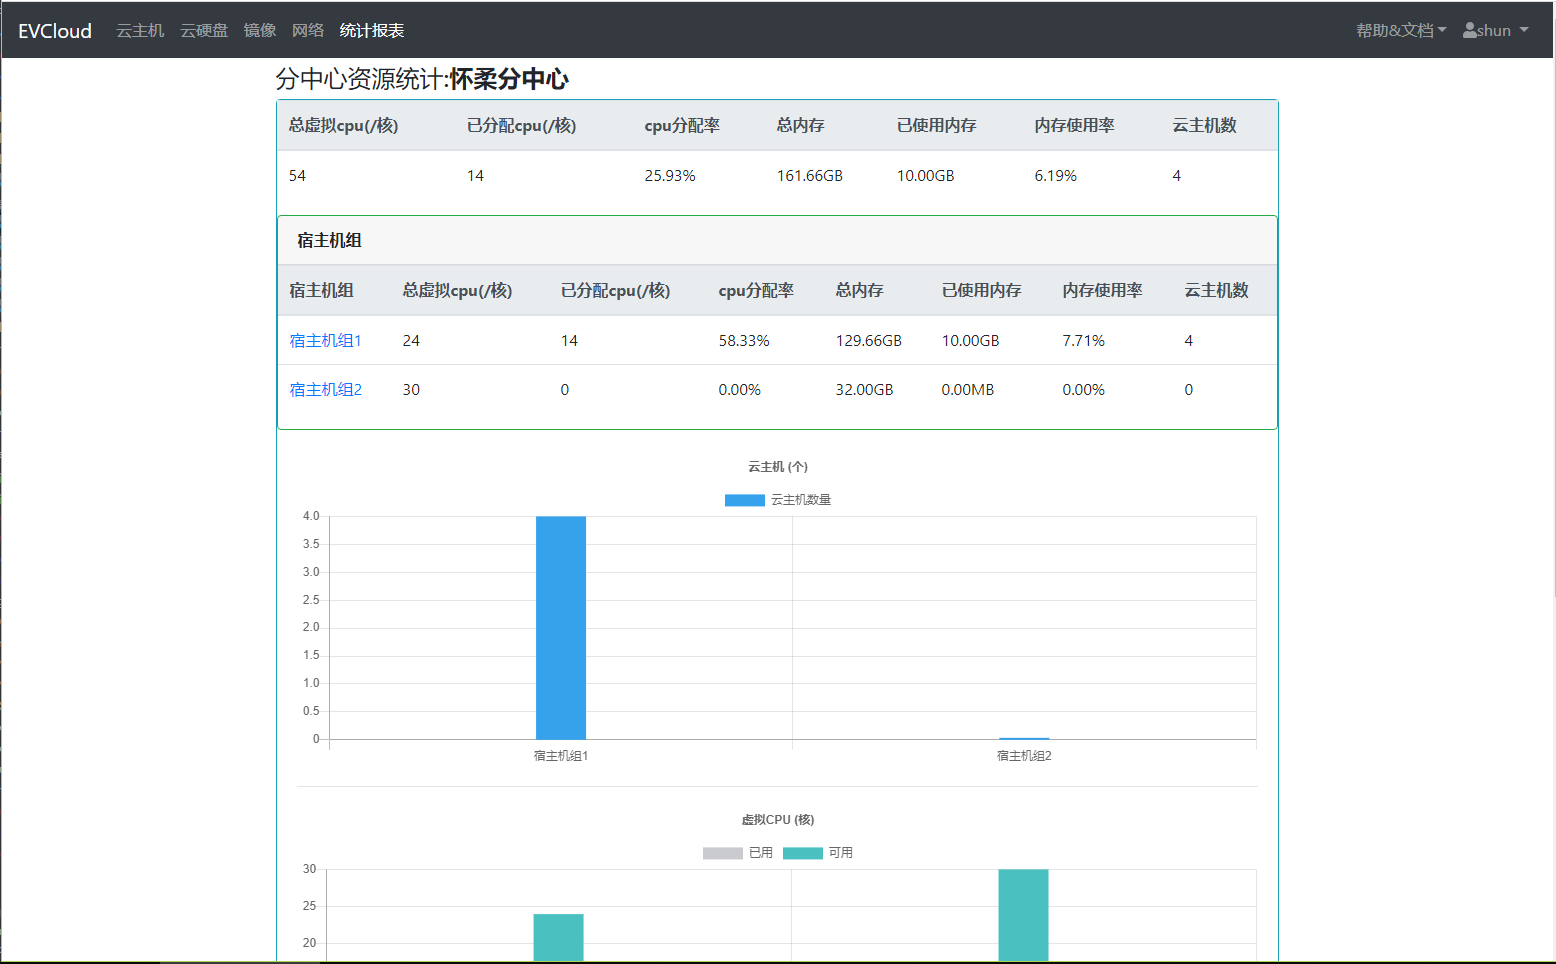 EVCloud 云主机 云硬盘 镜像 网络 统计报表 帮助&文档 shun
分中心资源统计:怀柔分中心
总虚拟cpu(/核) 已分配cpu(/核) cpu分配率 总内存 已使用内存 内存使用率 云主机数
54 14 25.93% 161.66GB 10.00GB 6.19% 4
宿主机组
宿主机组 总虚拟cpu(/核) 已分配cpu(/核) cpu分配率 总内存 已使用内存 内存使用率 云主机数
宿主机组1 24 14 58.33% 129.66GB 10.00GB 7.71% 4
宿主机组2 30 0 0.00% 32.00GB 0.00MB 0.00% 0
云主机 (个)
云主机数量
4.0
3.5
3.0
2.5
2.0
1.5
1.0
0.5
0
宿主机组1 宿主机组2
虚拟CPU (核)
已用 可用
30
25
20